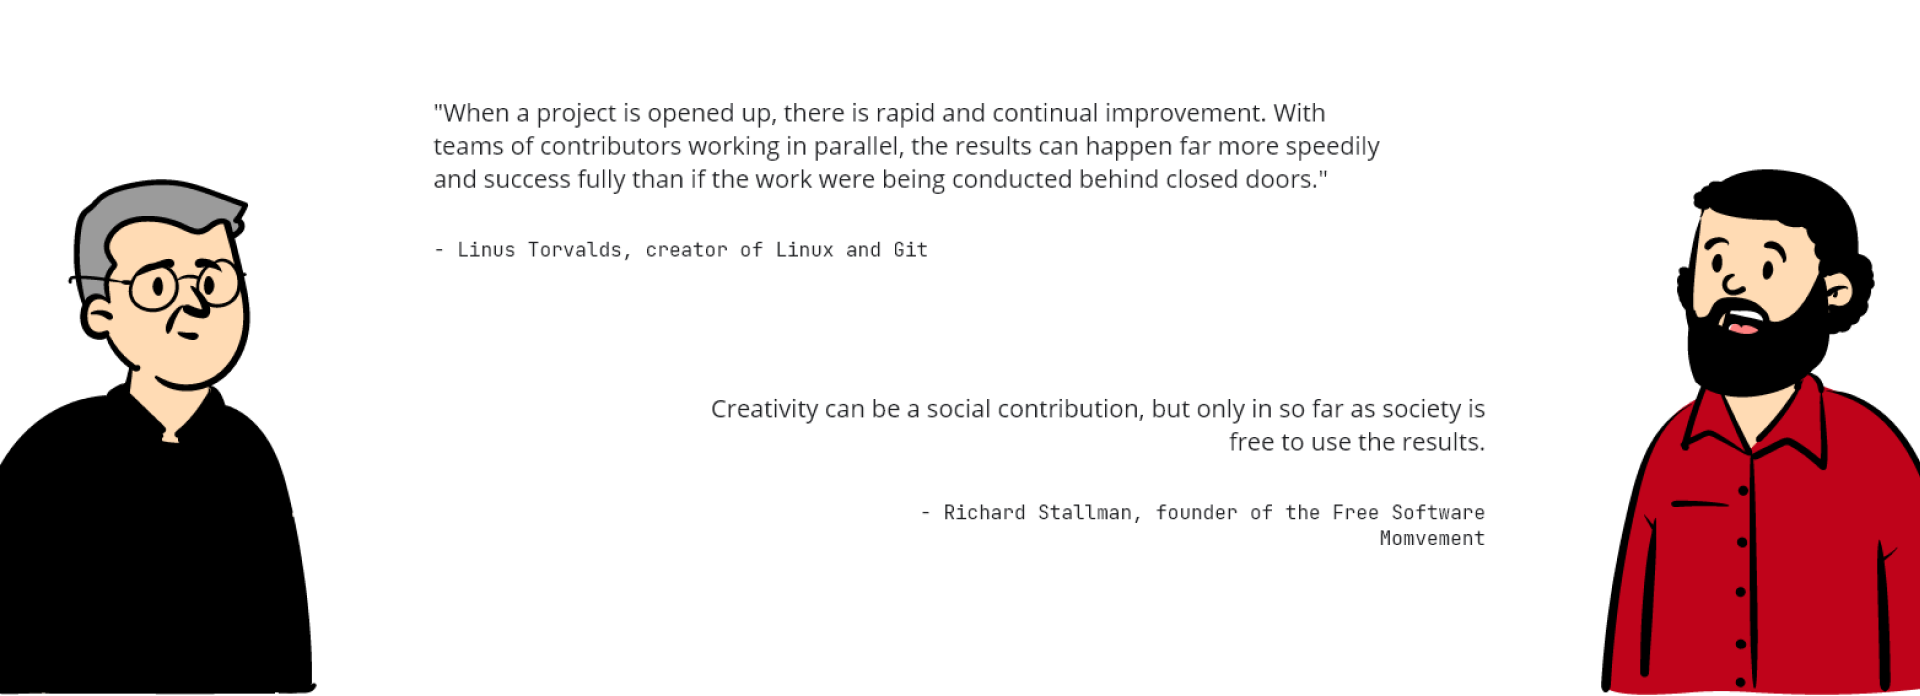 "When a project is opened up, there is rapid and continual improvement. With
teams of contributors working in parallel, the results can happen far more speedily
and success fully than if the work were being conducted behind closed doors."
- Linus Torvalds, creator of Linux and Git
Creativity can be a social contribution, but only in so far as society is
free to use the results.
- Richard Stallman, founder of the Free Software
Momvement